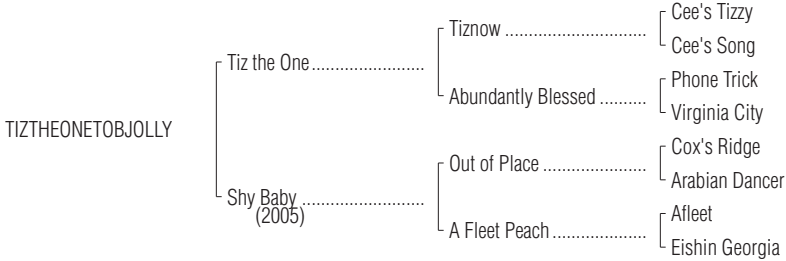 Cee's Tizzy
Tiznow ..............................
Cee's Song
Tiz the One........................
Phone Trick
Abundantly Blessed ..........
Virginia City
TIZTHEONETOBJOLLY
Cox's Ridge
Out of Place ......................
Arabian Dancer
Shy Baby ..........................
(2005)
Afleet
A Fleet Peach ....................
Eishin Georgia